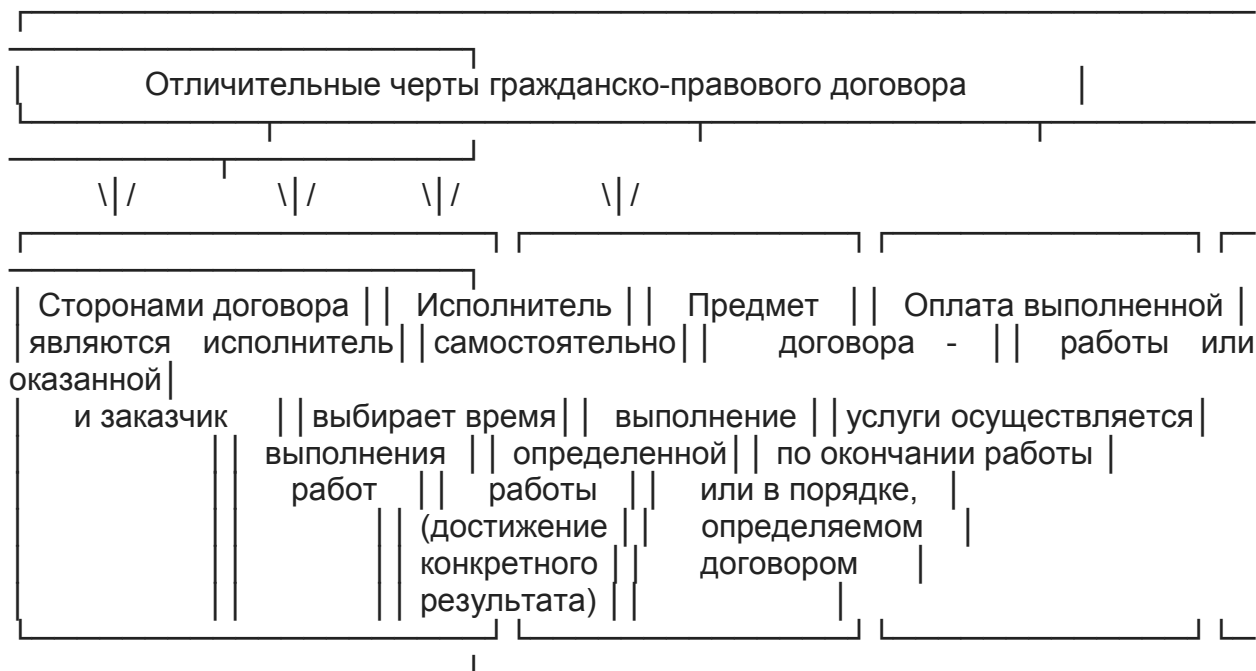 Отличительные черты гражданско-правового договора
\│/ \│/ \│/ \│/
│ Сторонами договора ││ Исполнитель ││ Предмет ││ Оплата выполненной │
│являются исполнитель││самостоятельно││ договора - ││ работы или
оказанной│
│ и заказчик ││выбирает время││ выполнение ││услуги осуществляется│
│ ││ выполнения ││ определенной││ по окончании работы │
│ ││ работ ││ работы ││ или в порядке, │
│ ││ ││ (достижение ││ определяемом │
│ ││ ││ конкретного ││ договором │
│ ││ ││ результата) ││ │